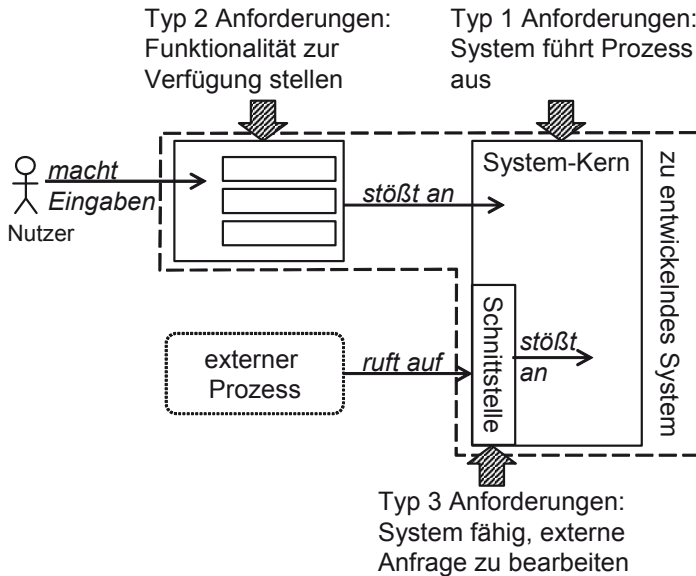 Typ 2 Anforderungen:
Funktionalität zur
Verfügung stellen
Typ 1 Anforderungen:
System führt Prozess
aus
macht
Eingaben
Nutzer
stößt an
System-Kern
zu entwickelndes System
externer
Prozess
ruft auf
Schnittstelle
stößt
an
Typ 3 Anforderungen:
System fähig, externe
Anfrage zu bearbeiten